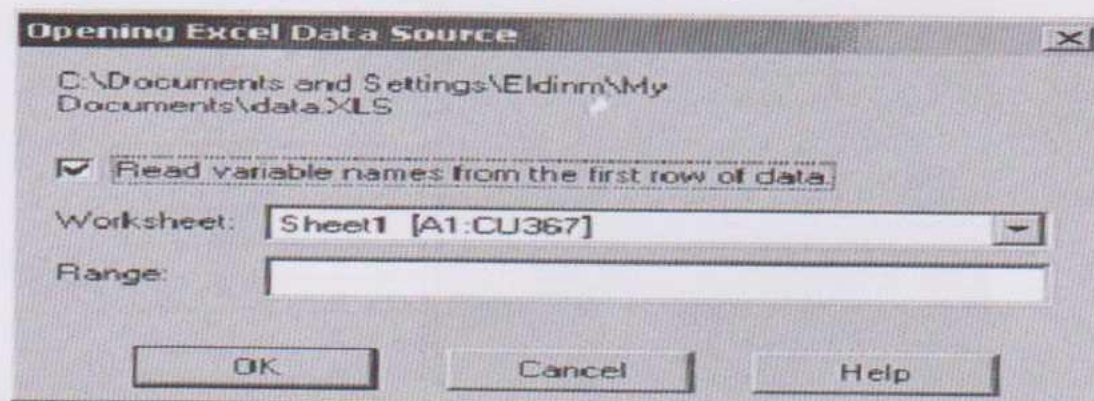 Opening Excel Data Source
C:\Documents and Settings\Eldinm\My
Documents\data.XLS
Read variable names from the first row of data.
Worksheet: Sheet1 [A1:CU367]
Range:
OK Cancel Help